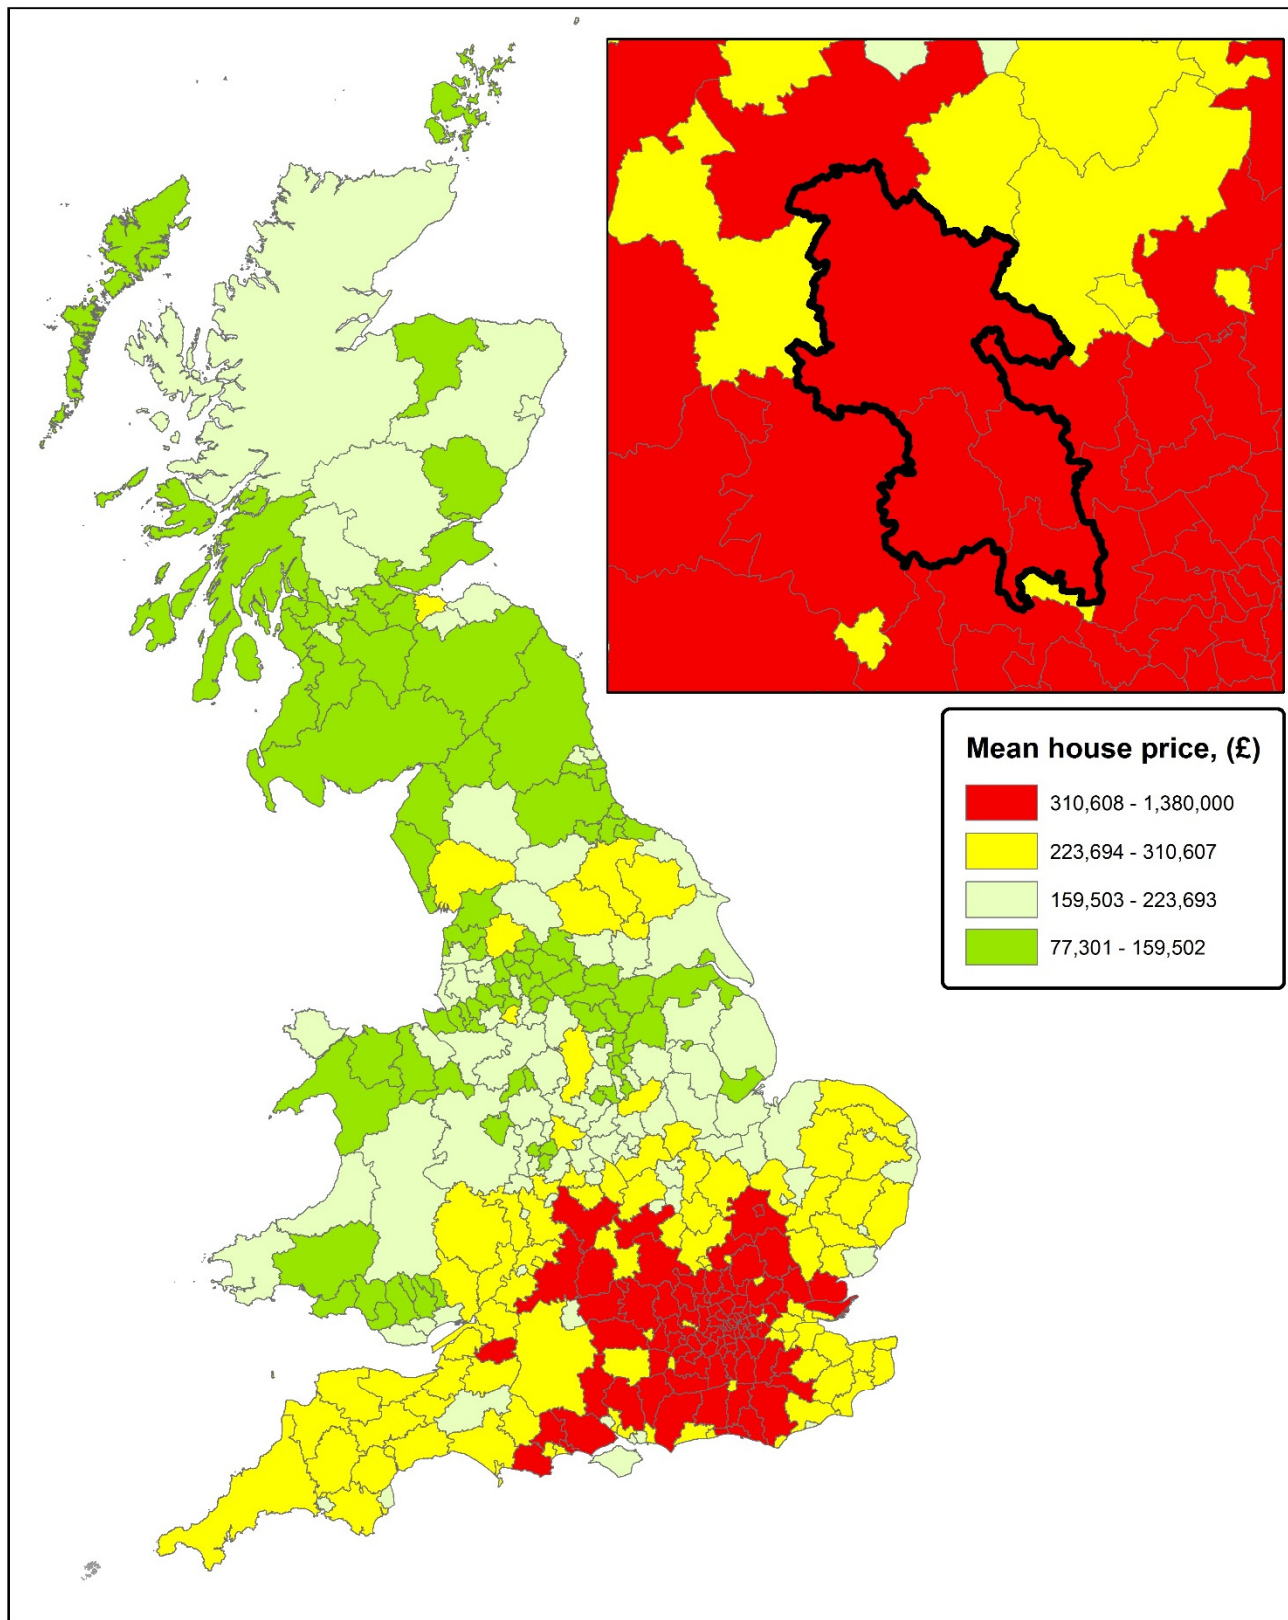 Mean house price, (£)
310,608 - 1,380,000
223,694 - 310,607
159,503 - 223,693
77,301 - 159,502